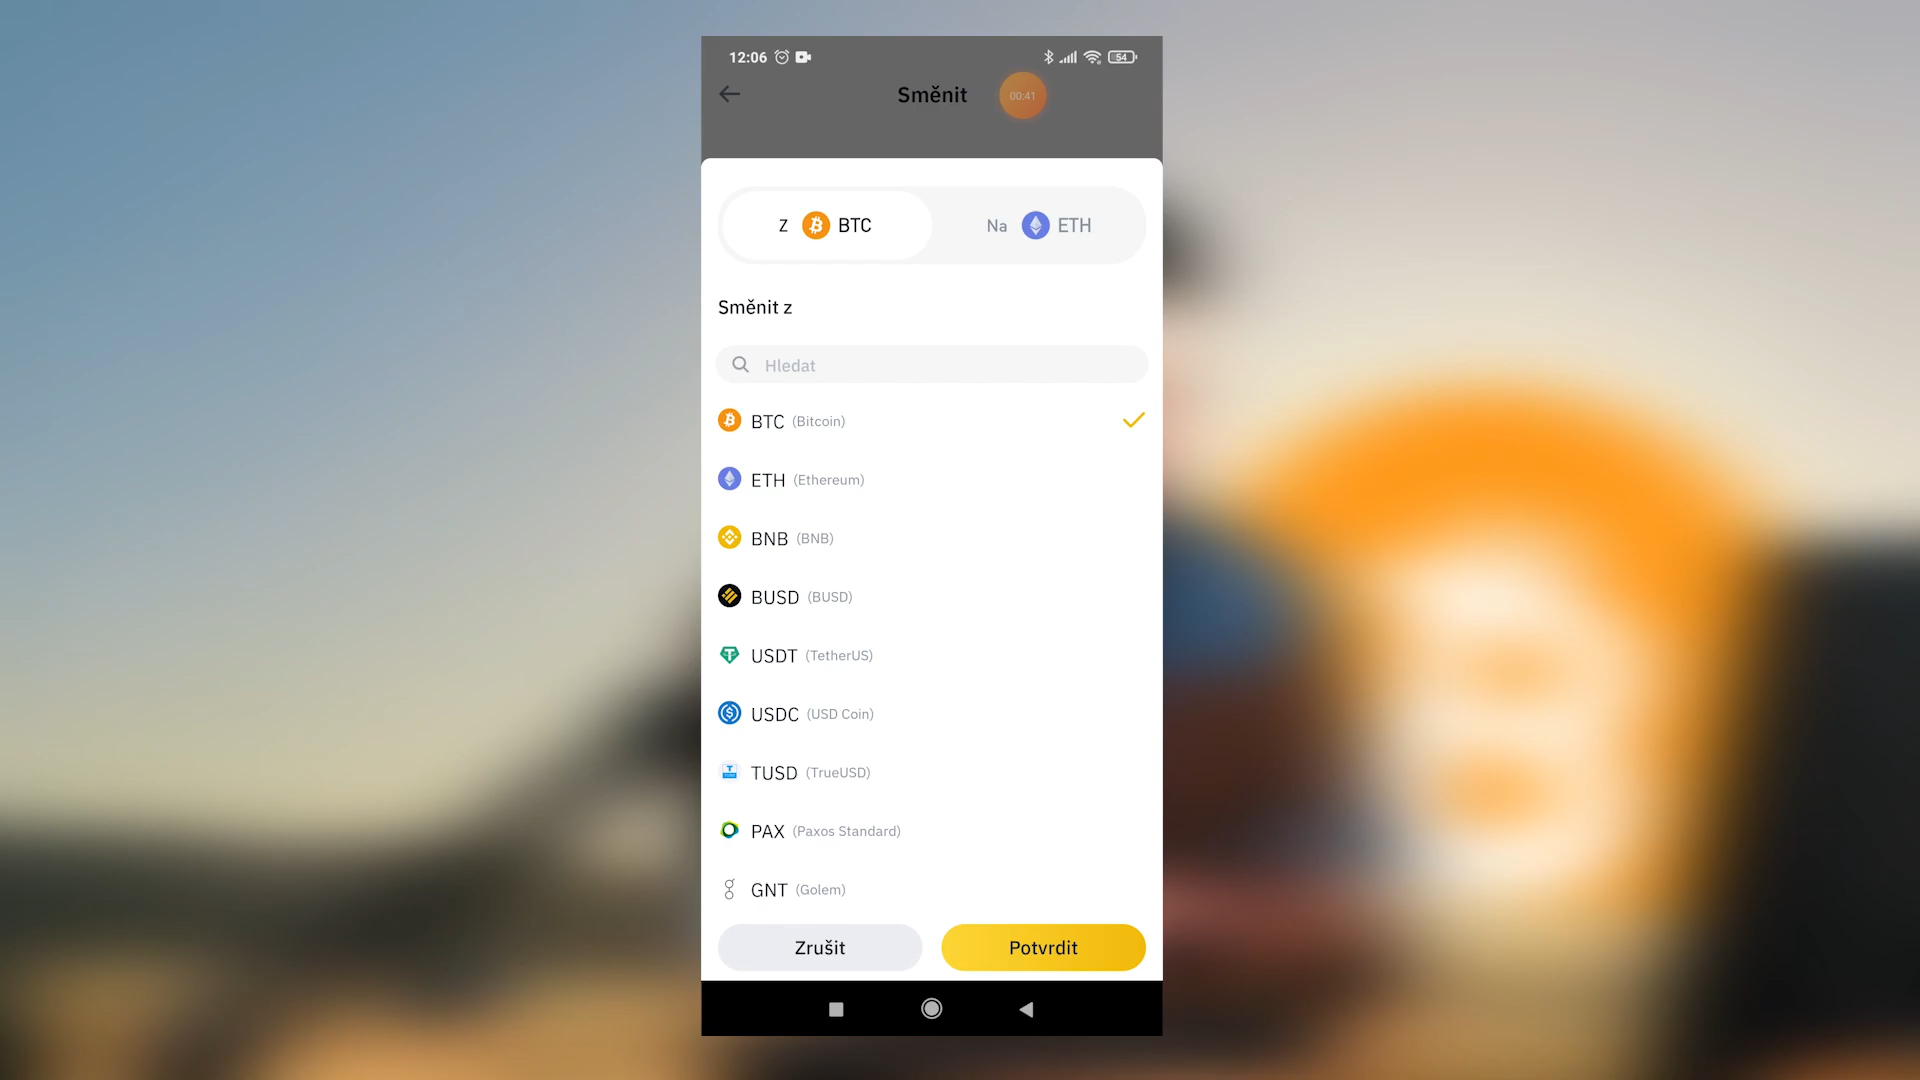 12:06
54
Směnit
00:41
Z BTC
Na ETH
Směnit z
Hledat
BTC (Bitcoin)
ETH (Ethereum)
BNB (BNB)
BUSD (BUSD)
USDT (TetherUS)
USDC (USD Coin)
TUSD (TrueUSD)
PAX (Paxos Standard)
GNT (Golem)
Zrušit
Potvrdit